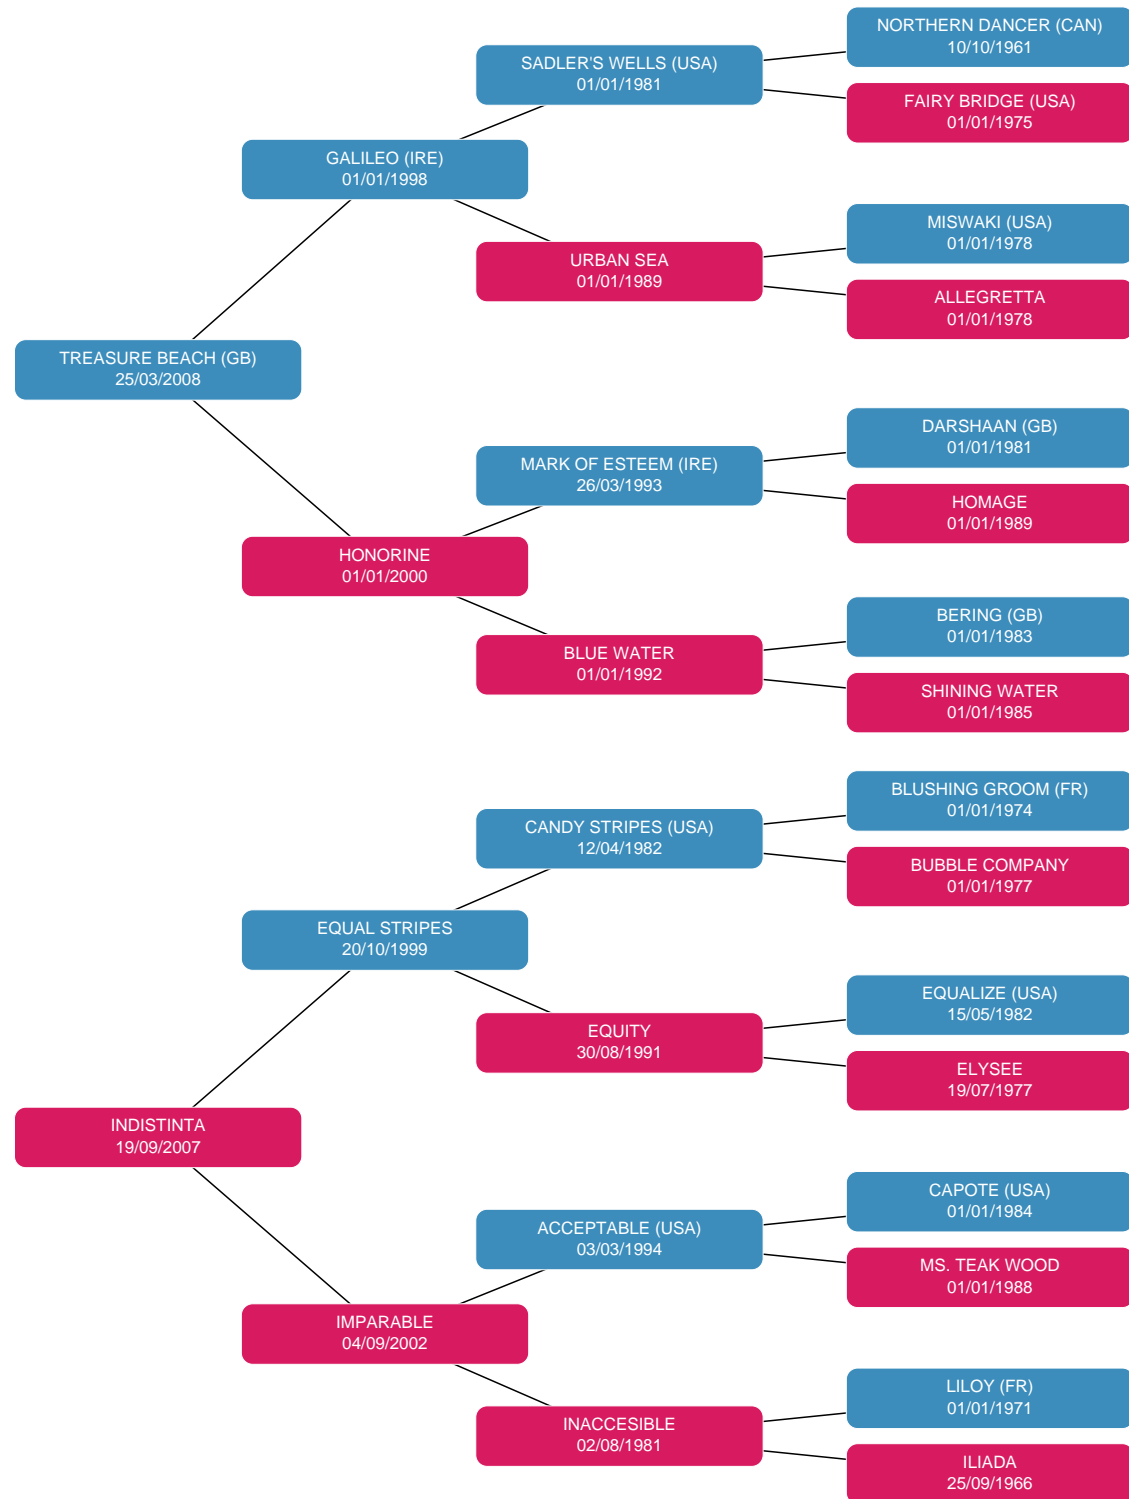 NORTHERN DANCER (CAN)
10/10/1961
SADLER'S WELLS (USA)
01/01/1981
FAIRY BRIDGE (USA)
01/01/1975
GALILEO (IRE)
01/01/1998
MISWAKI (USA)
01/01/1978
URBAN SEA
01/01/1989
ALLEGRETTA
01/01/1978
TREASURE BEACH (GB)
25/03/2008
DARSHAAN (GB)
01/01/1981
MARK OF ESTEEM (IRE)
26/03/1993
HOMAGE
01/01/1989
HONORINE
01/01/2000
BERING (GB)
01/01/1983
BLUE WATER
01/01/1992
SHINING WATER
01/01/1985
BLUSHING GROOM (FR)
01/01/1974
CANDY STRIPES (USA)
12/04/1982
BUBBLE COMPANY
01/01/1977
EQUAL STRIPES
20/10/1999
EQUALIZE (USA)
15/05/1982
EQUITY
30/08/1991
ELYSEE
19/07/1977
INDISTINTA
19/09/2007
CAPOTE (USA)
01/01/1984
ACCEPTABLE (USA)
03/03/1994
MS. TEAK WOOD
01/01/1988
IMPARABLE
04/09/2002
LILOY (FR)
01/01/1971
INACCESIBLE
02/08/1981
ILIADA
25/09/1966